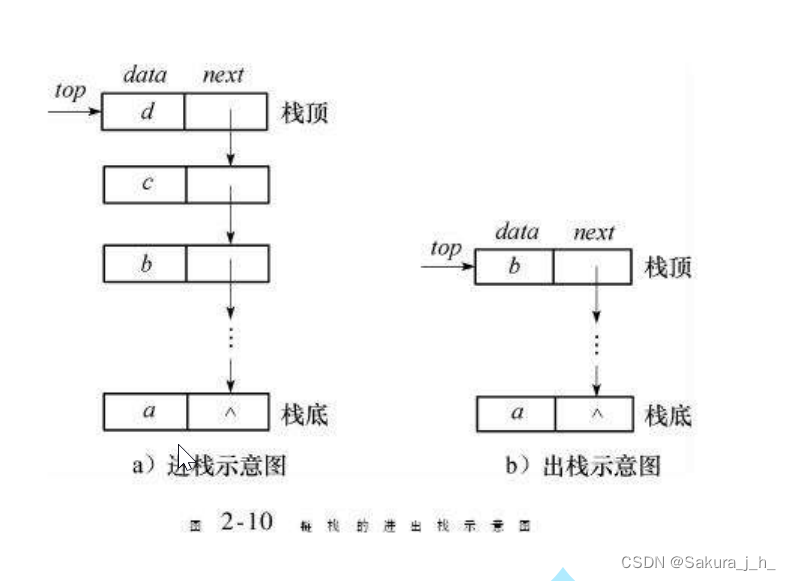 data next
top d 栈顶
c
b
⋮
a ^ 栈底
a）进栈示意图
data next
top b 栈顶
⋮
a ^ 栈底
b）出栈示意图
图 2-10 链栈的进出栈示意图
CSDN @Sakura_j_h_